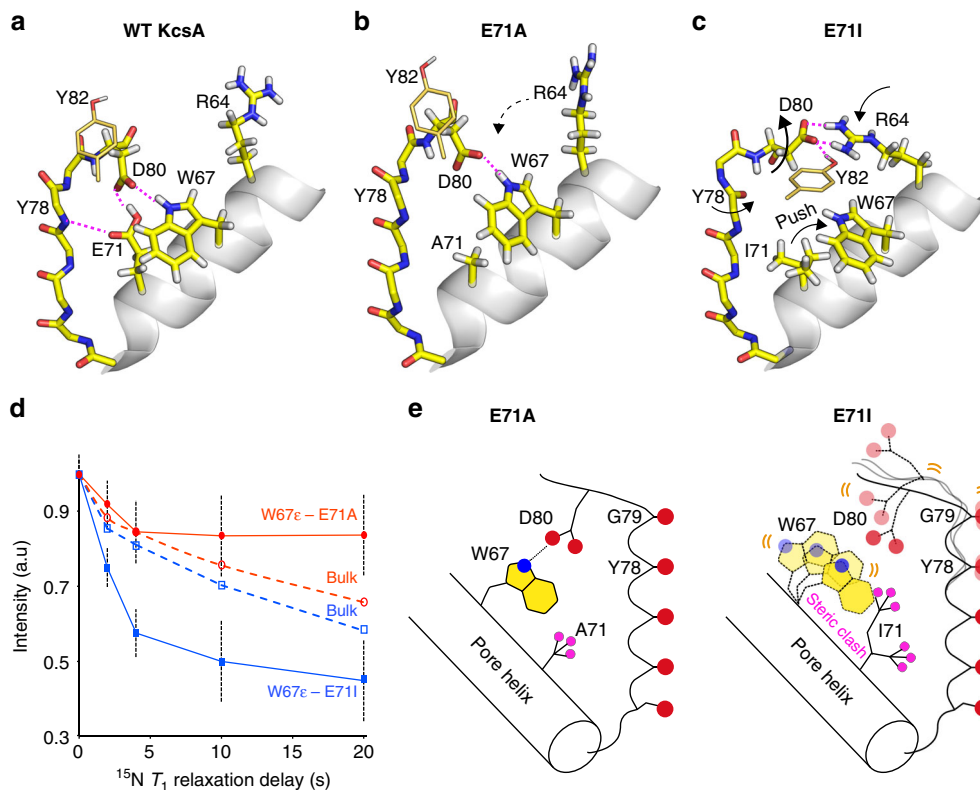 a
WT KcsA
Y82
R64
D80
W67
Y78
E71
b
E71A
Y82
R64
D80
W67
Y78
A71
c
E71I
D80
R64
Y82
Y78
Push
W67
I71
d
Intensity (a.u)
0.9
0.7
0.5
0.3
W67ε – E71A
Bulk
Bulk
W67ε – E71I
0 5 10 15 20
¹⁵N T₁ relaxation delay (s)
e
E71A
D80
G79
W67
Y78
A71
Pore helix
E71I
W67
D80
G79
Y78
Steric clash
I71
Pore helix